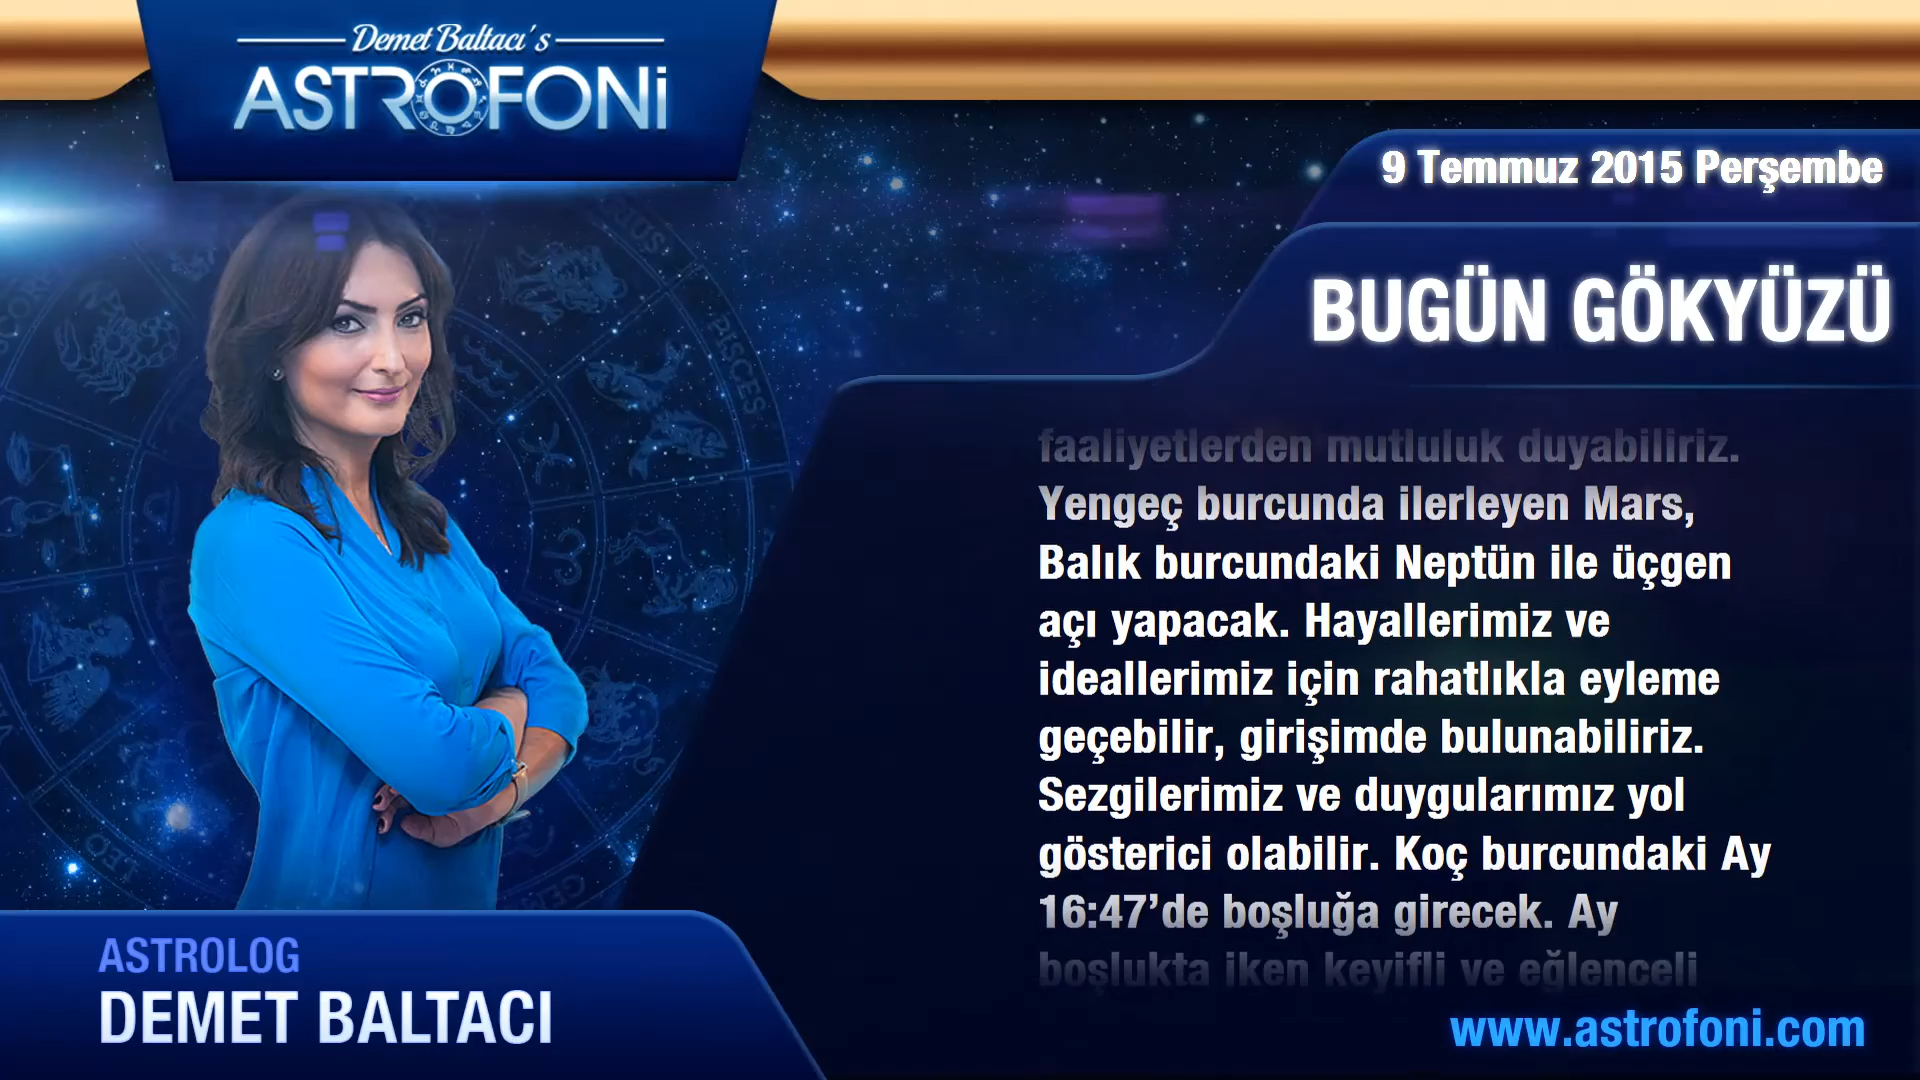 Demet Baltacı's
ASTROFONi
9 Temmuz 2015 Perşembe
BUGÜN GÖKYÜZÜ
faaliyetlerden mutluluk duyabiliriz.
Yengeç burcunda ilerleyen Mars,
Balık burcundaki Neptün ile üçgen
açı yapacak. Hayallerimiz ve
ideallerimiz için rahatlıkla eyleme
geçebilir, girişimde bulunabiliriz.
Sezgilerimiz ve duygularımız yol
gösterici olabilir. Koç burcundaki Ay
16:47’de boşluğa girecek. Ay
boşlukta iken keyifli ve eğlenceli
PISCES
LEO
ASTROLOG
DEMET BALTACI
www.astrofoni.com